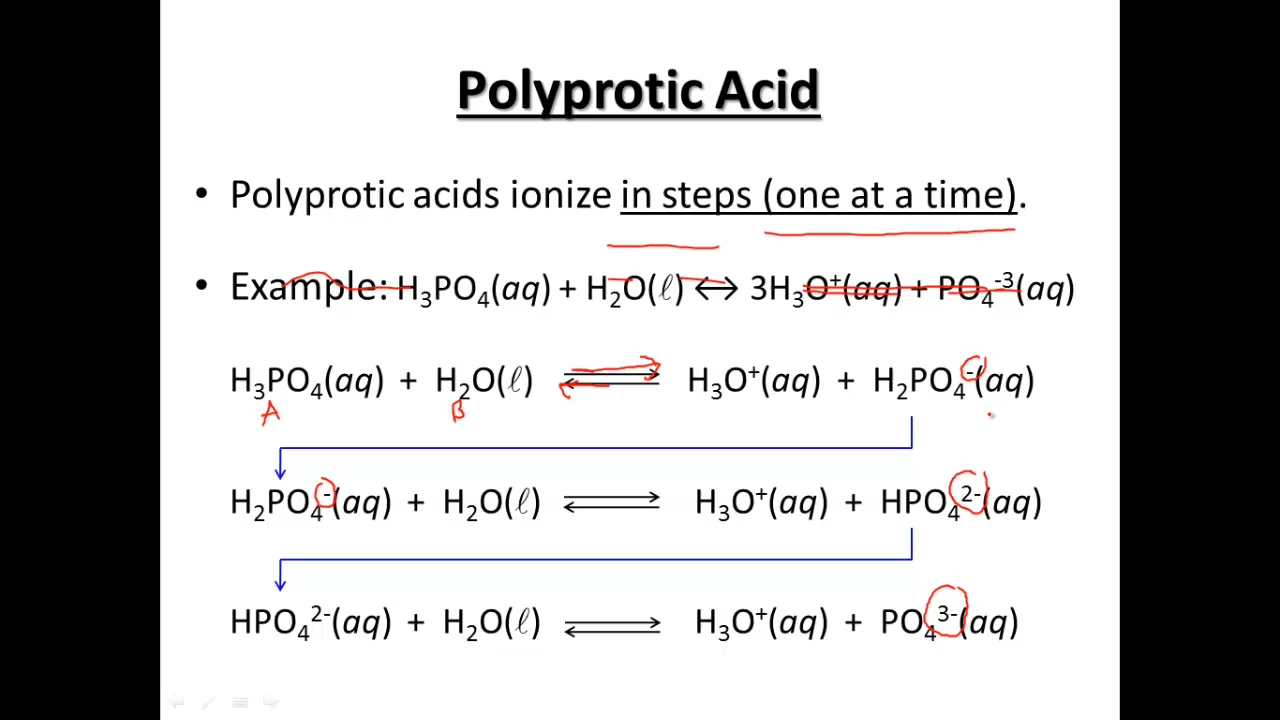 Polyprotic Acid
• Polyprotic acids ionize in steps (one at a time).
• Example: H₃PO₄(aq) + H₂O(ℓ) ↔ 3H₃O⁺(aq) + PO₄⁻³(aq)
H₃PO₄(aq) + H₂O(ℓ) ⇌ H₃O⁺(aq) + H₂PO₄⁻(aq)
A B
H₂PO₄⁻(aq) + H₂O(ℓ) ⇌ H₃O⁺(aq) + HPO₄²⁻(aq)
HPO₄²⁻(aq) + H₂O(ℓ) ⇌ H₃O⁺(aq) + PO₄³⁻(aq)